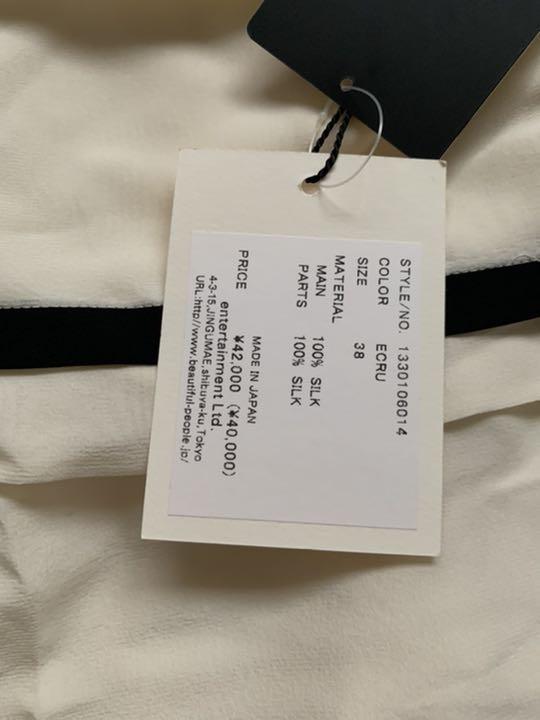 STYLE/NO. 1330106014
COLOR ECRU
SIZE 38
MATERIAL
MAIN 100% SILK
PARTS 100% SILK
MADE IN JAPAN
PRICE ¥42,000 (¥40,000)
entertainment Ltd.
4-3-15,JINGUMAE,shibuya-ku,Tokyo
URL:http//www.beautiful-people.jp/